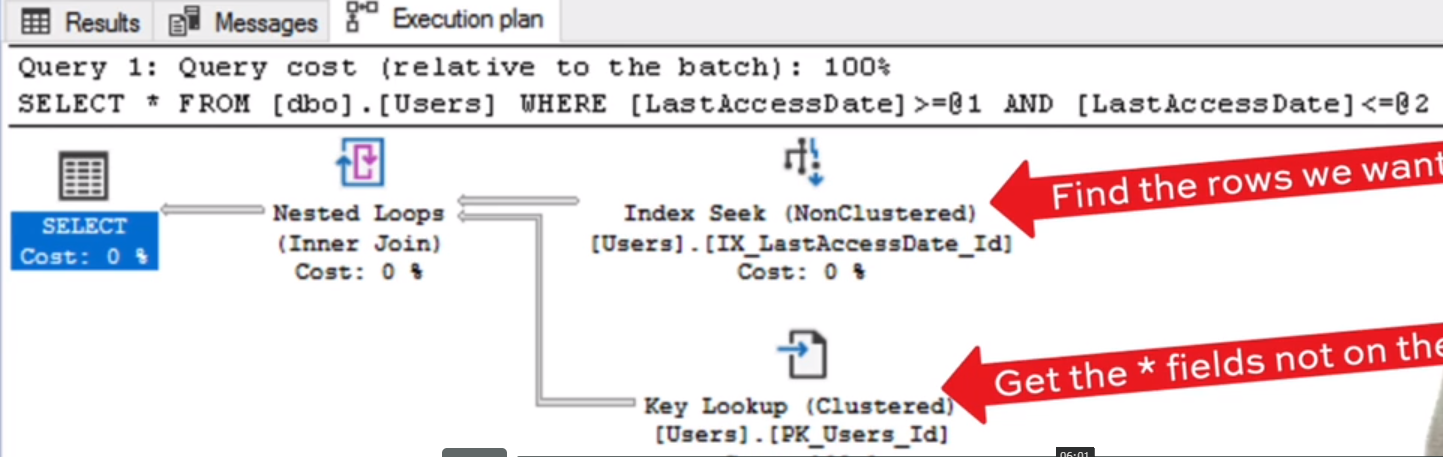 Results Messages Execution plan
Query 1: Query cost (relative to the batch): 100%
SELECT * FROM [dbo].[Users] WHERE [LastAccessDate]>=@1 AND [LastAccessDate]<=@2
Find the rows we want
SELECT
Cost: 0 %
Nested Loops
(Inner Join)
Cost: 0 %
Index Seek (NonClustered)
[Users].[IX_LastAccessDate_Id]
Cost: 0 %
Get the * fields not on the
Key Lookup (Clustered)
[Users].[PK_Users_Id]
06:01